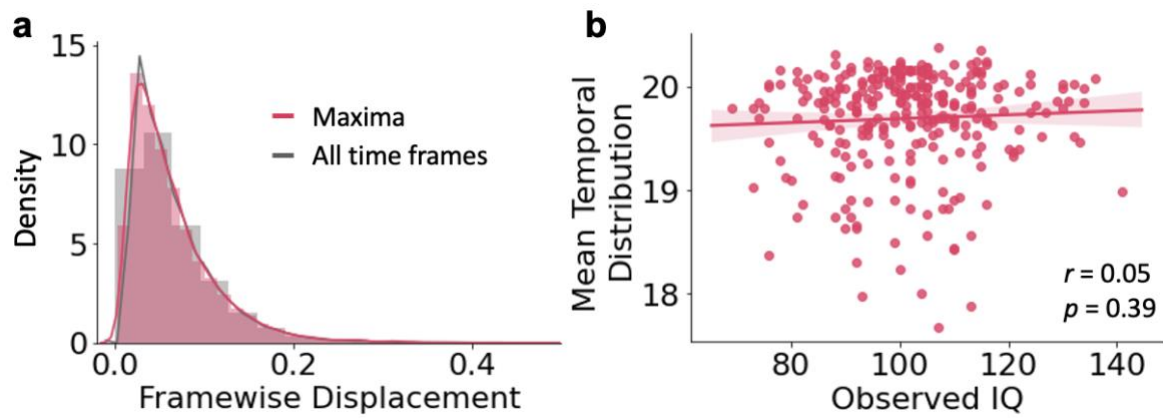 a
15
10
5
0
Density
0.0 0.2 0.4
Framewise Displacement
Maxima
All time frames
b
20
19
18
Mean Temporal
Distribution
80 100 120 140
Observed IQ
r = 0.05
p = 0.39